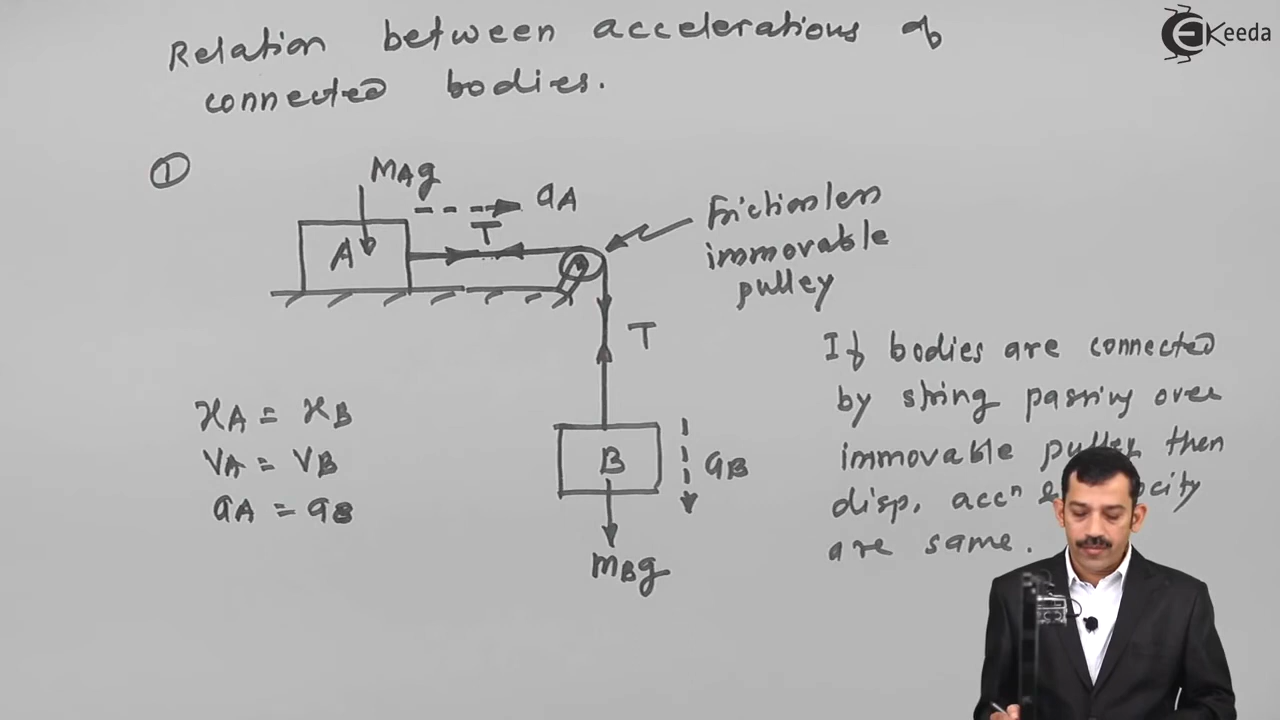 EKeeda
Relation between accelerations of
connected bodies.
①
MAg
aA
T
A
Frictionless
immovable
pulley
T
If bodies are connected
by string passing over
immovable pulley then
disp. accⁿ
are same.
xA = xB
VA = VB
aA = aB
B
aB
mBg